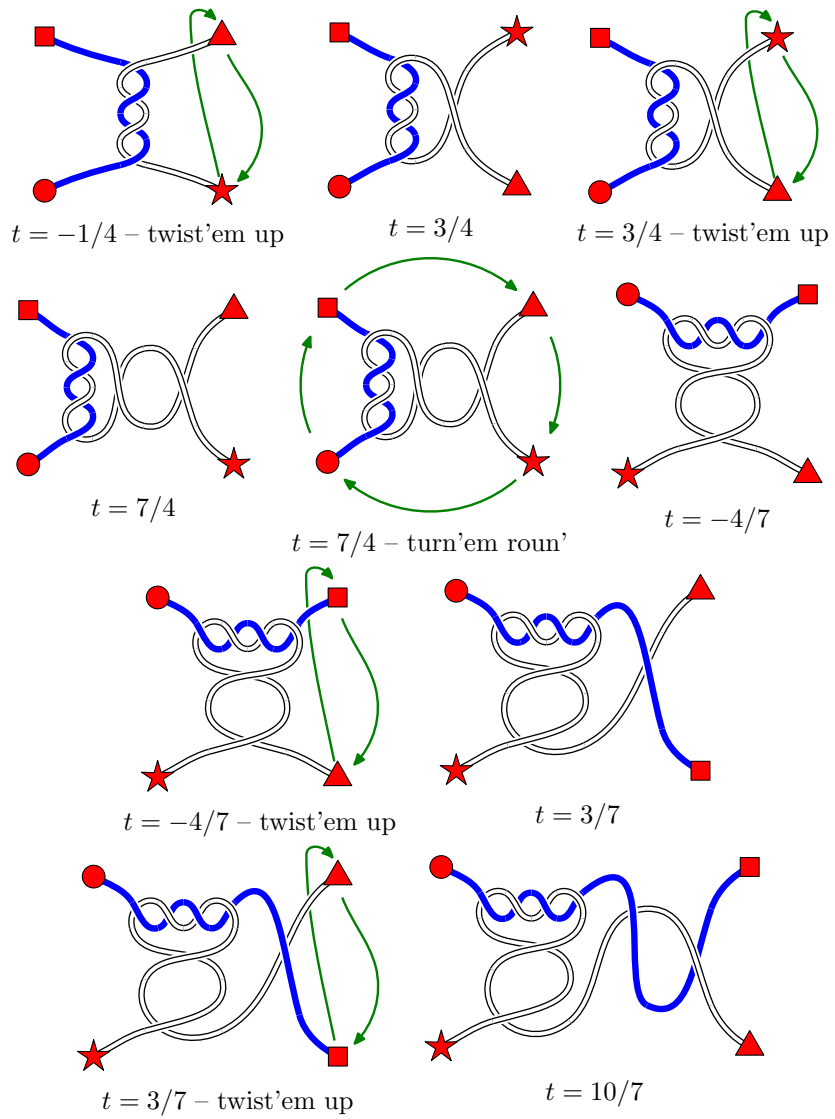 t = −1/4 – twist'em up
t = 3/4
t = 3/4 – twist'em up
t = 7/4
t = 7/4 – turn'em roun'
t = −4/7
t = −4/7 – twist'em up
t = 3/7
t = 3/7 – twist'em up
t = 10/7